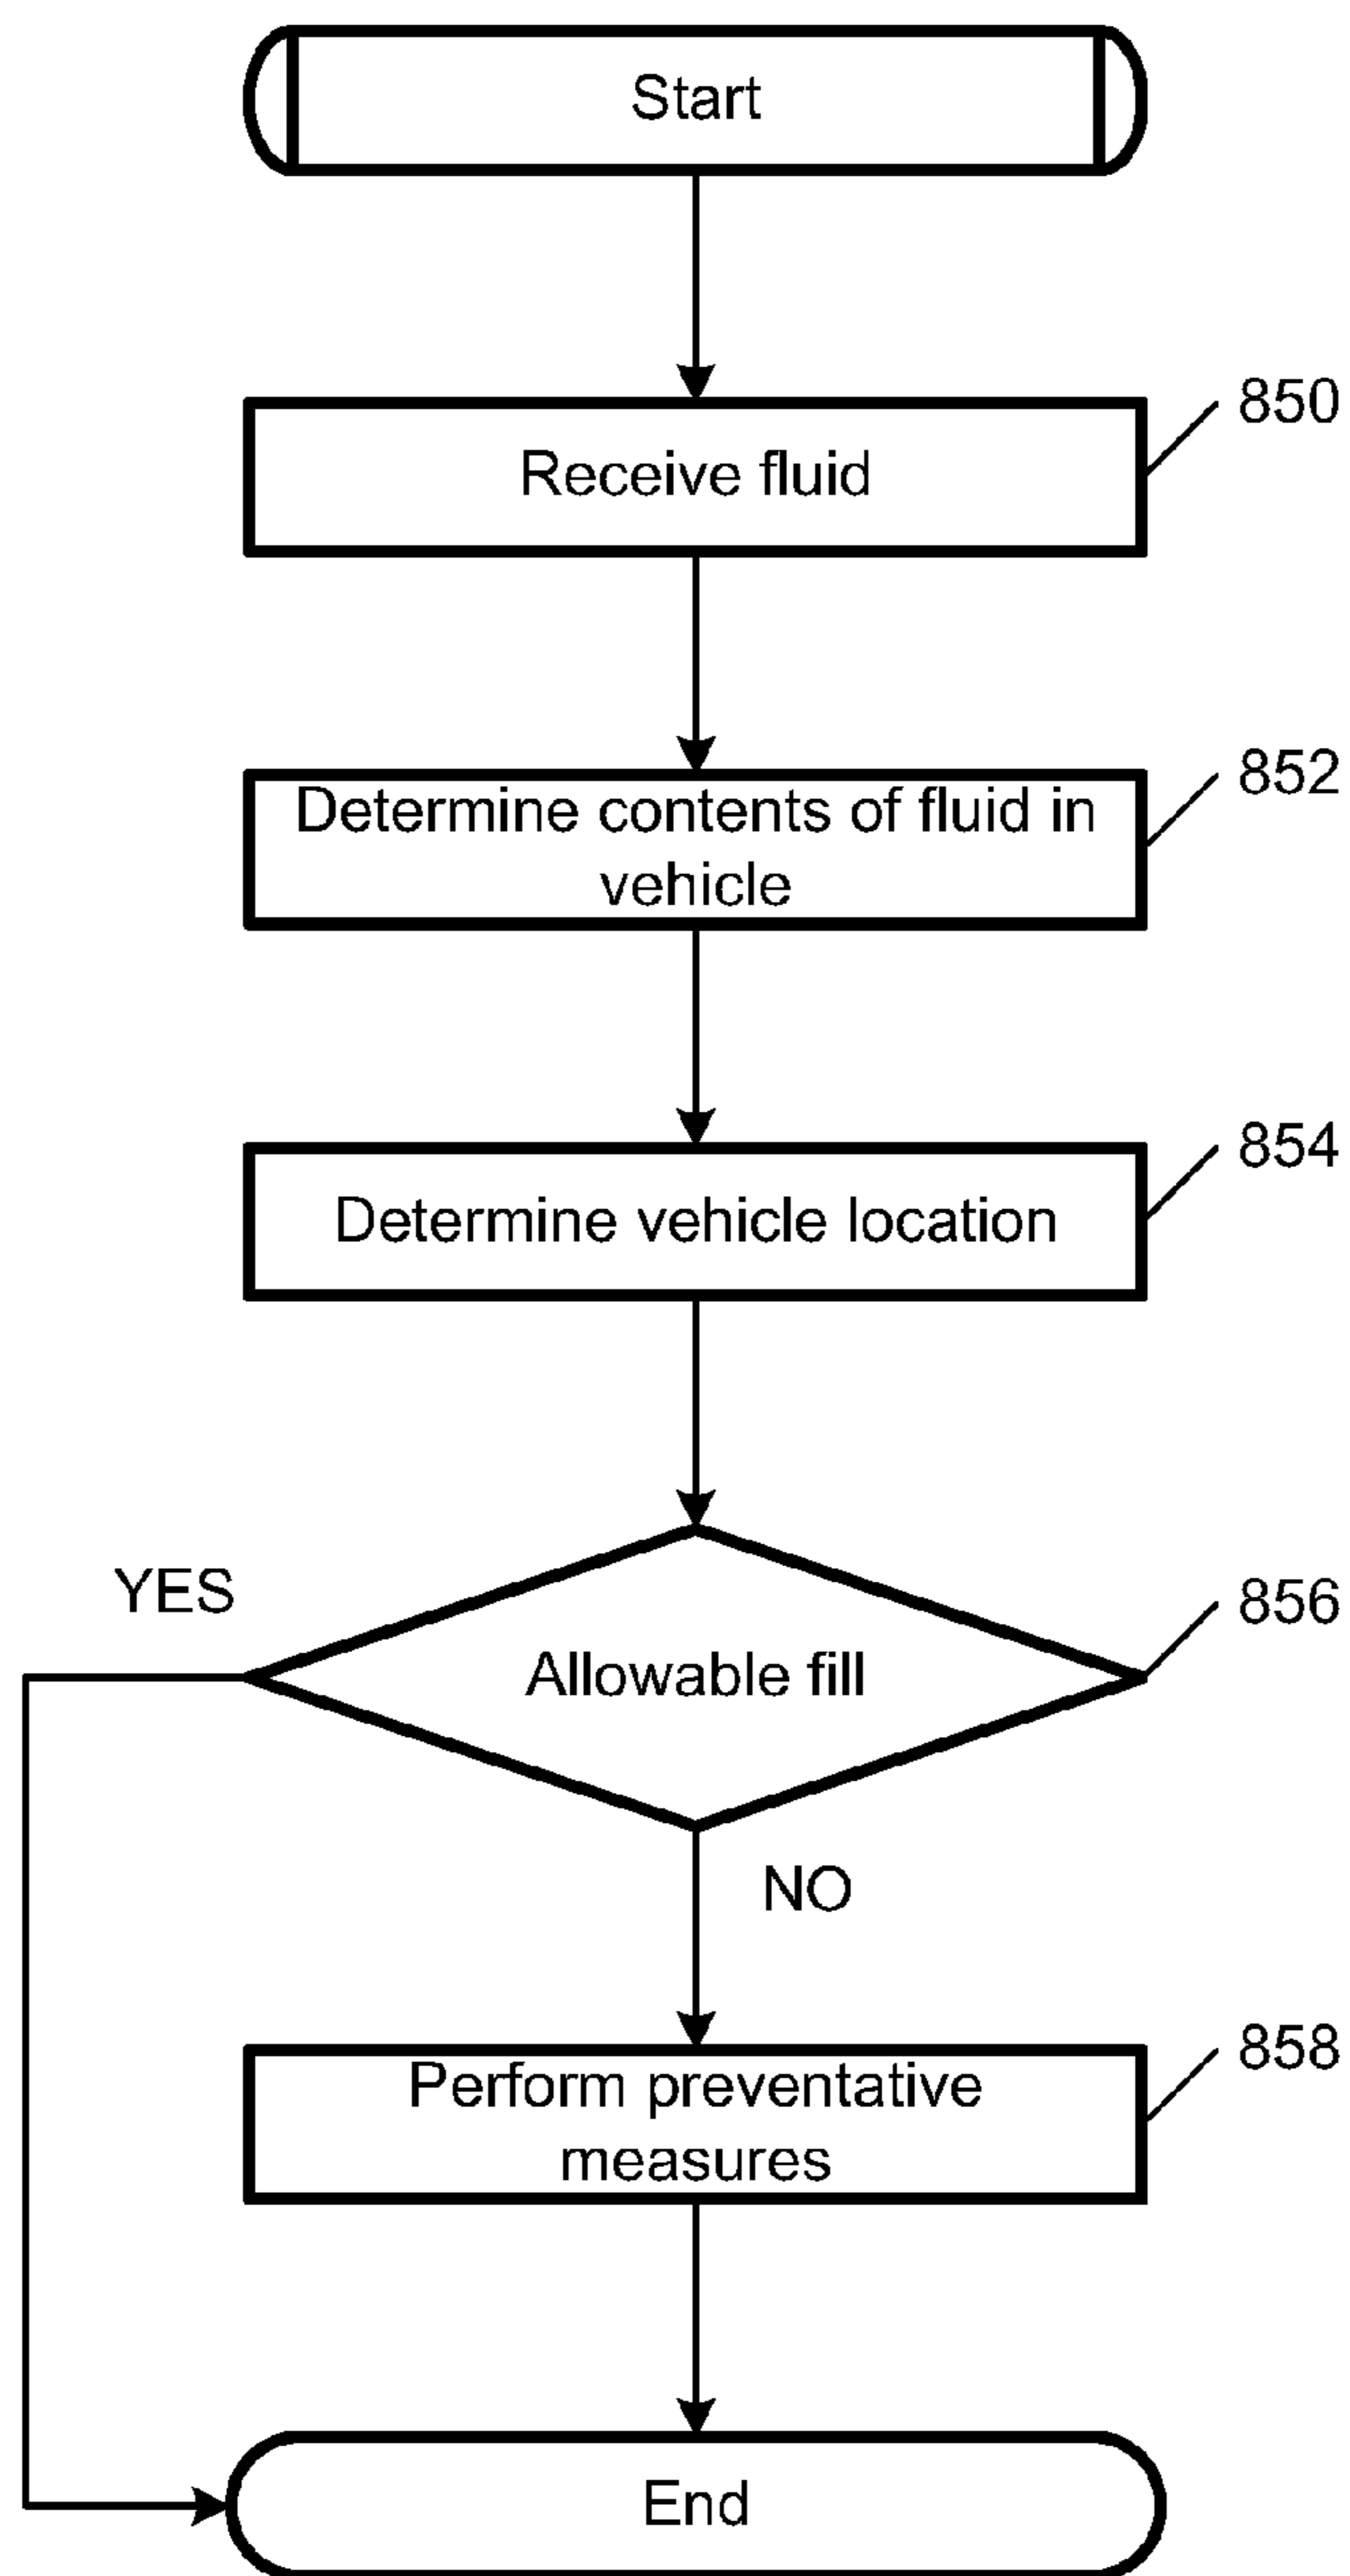 Start
850
Receive fluid
852
Determine contents of fluid in
vehicle
854
Determine vehicle location
YES
856
Allowable fill
NO
858
Perform preventative
measures
End